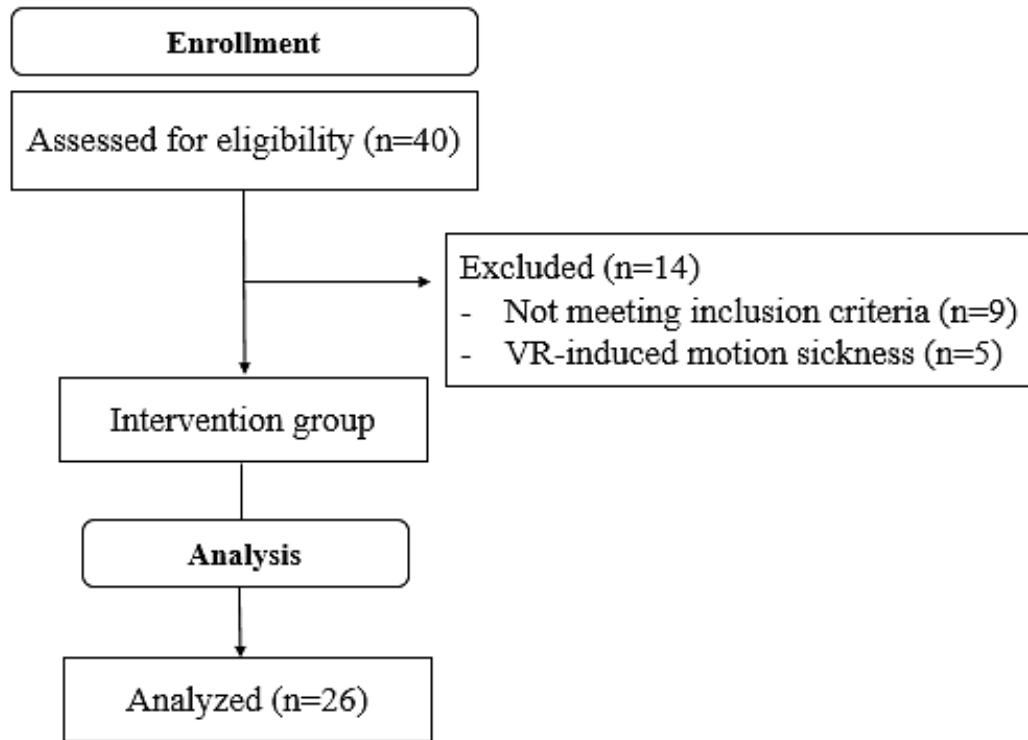 Enrollment
Assessed for eligibility (n=40)
Excluded (n=14)
- Not meeting inclusion criteria (n=9)
- VR-induced motion sickness (n=5)
Intervention group
Analysis
Analyzed (n=26)